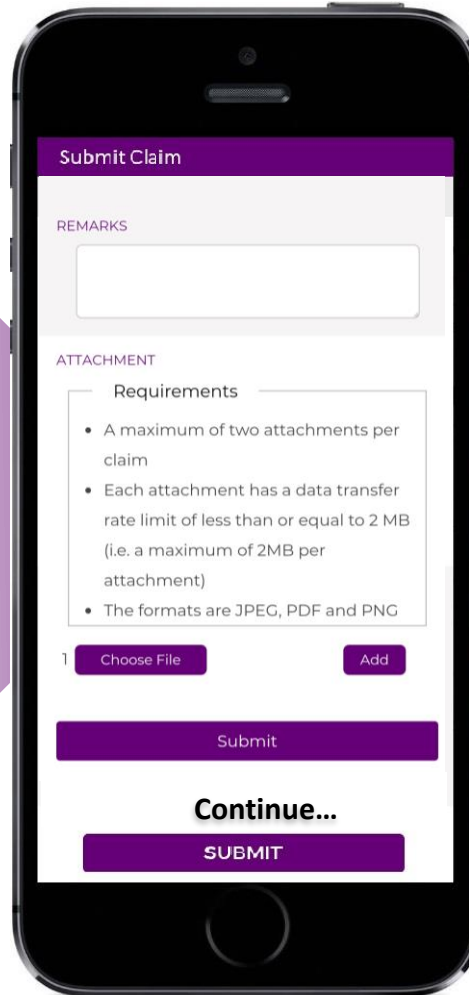 Submit Claim
REMARKS
ATTACHMENT
Requirements
• A maximum of two attachments per
claim
• Each attachment has a data transfer
rate limit of less than or equal to 2 MB
(i.e. a maximum of 2MB per
attachment)
• The formats are JPEG, PDF and PNG
1 Choose File Add
Submit
Continue...
SUBMIT